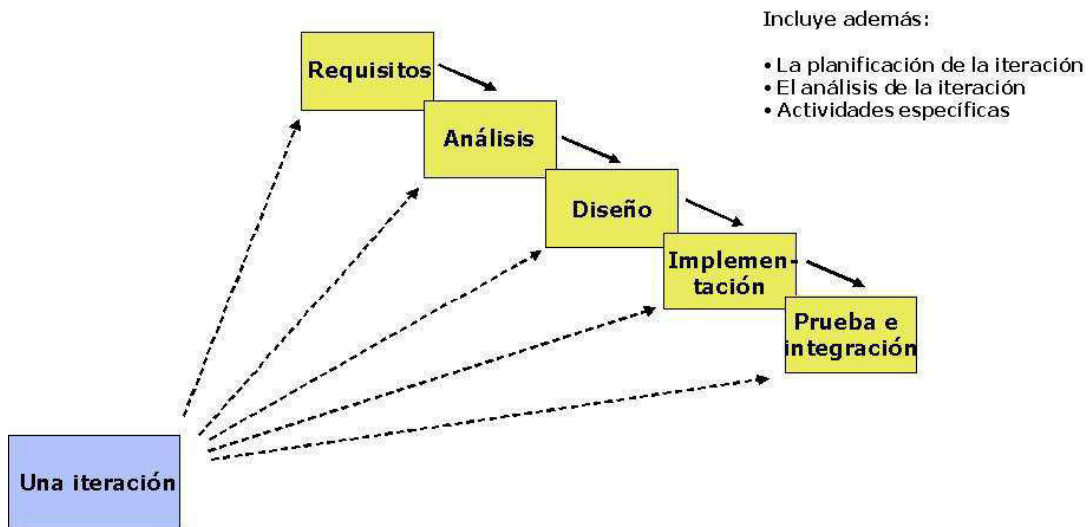 Incluye además:
• La planificación de la iteración
• El análisis de la iteración
• Actividades específicas
Requisitos
Análisis
Diseño
Implemen-
tación
Prueba e
integración
Una iteración